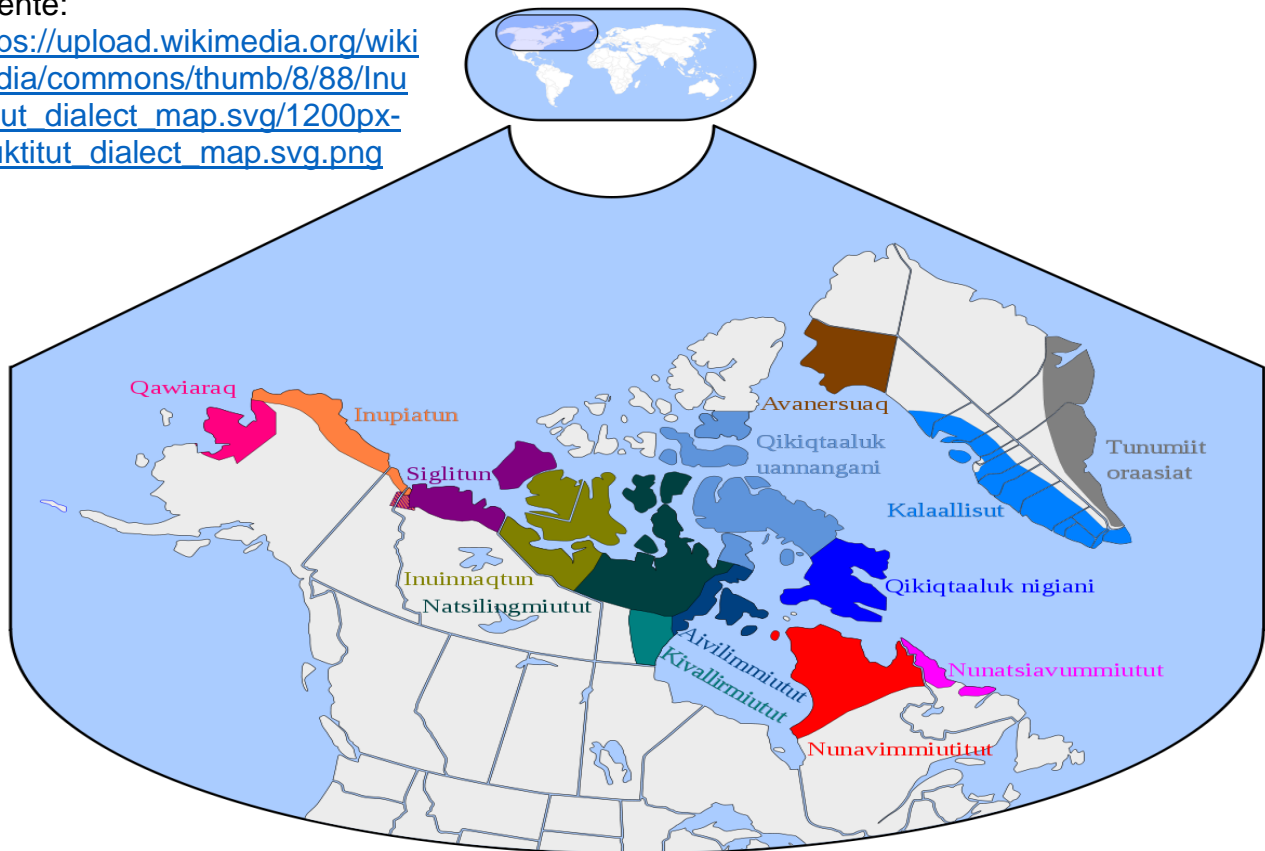 ente:
ps://upload.wikimedia.org/wiki
dia/commons/thumb/8/88/Inu
ut_dialect_map.svg/1200px-
uktitut_dialect_map.svg.png
Qawiaraq
Inupiatun
Avanersuaq
Qikiqtaaluk
uannangani
Tunumiit
oraasiat
Siglitun
Kalaallisut
Inuinnaqtun
Natsilingmiutut
Qikiqtaaluk nigiani
Aivilimmiutut
Kivallirmiutut
Nunatsiavummiutut
Nunavimmiutitut